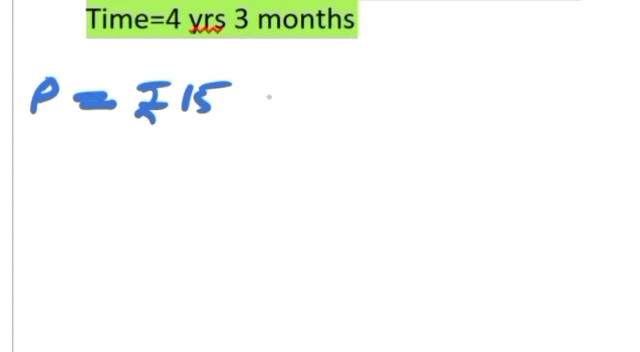 Time=4 yrs 3 months
P = ₹ 15